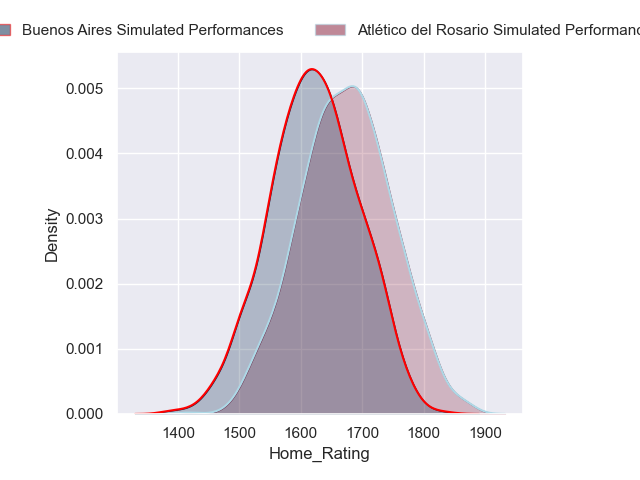 Buenos Aires Simulated Performances Atlético del Rosario Simulated
0.005
0.004
0.003
0.002
0.001
0.000
Density
1400 1500 1600 1700 1800 1900
Home_Rating